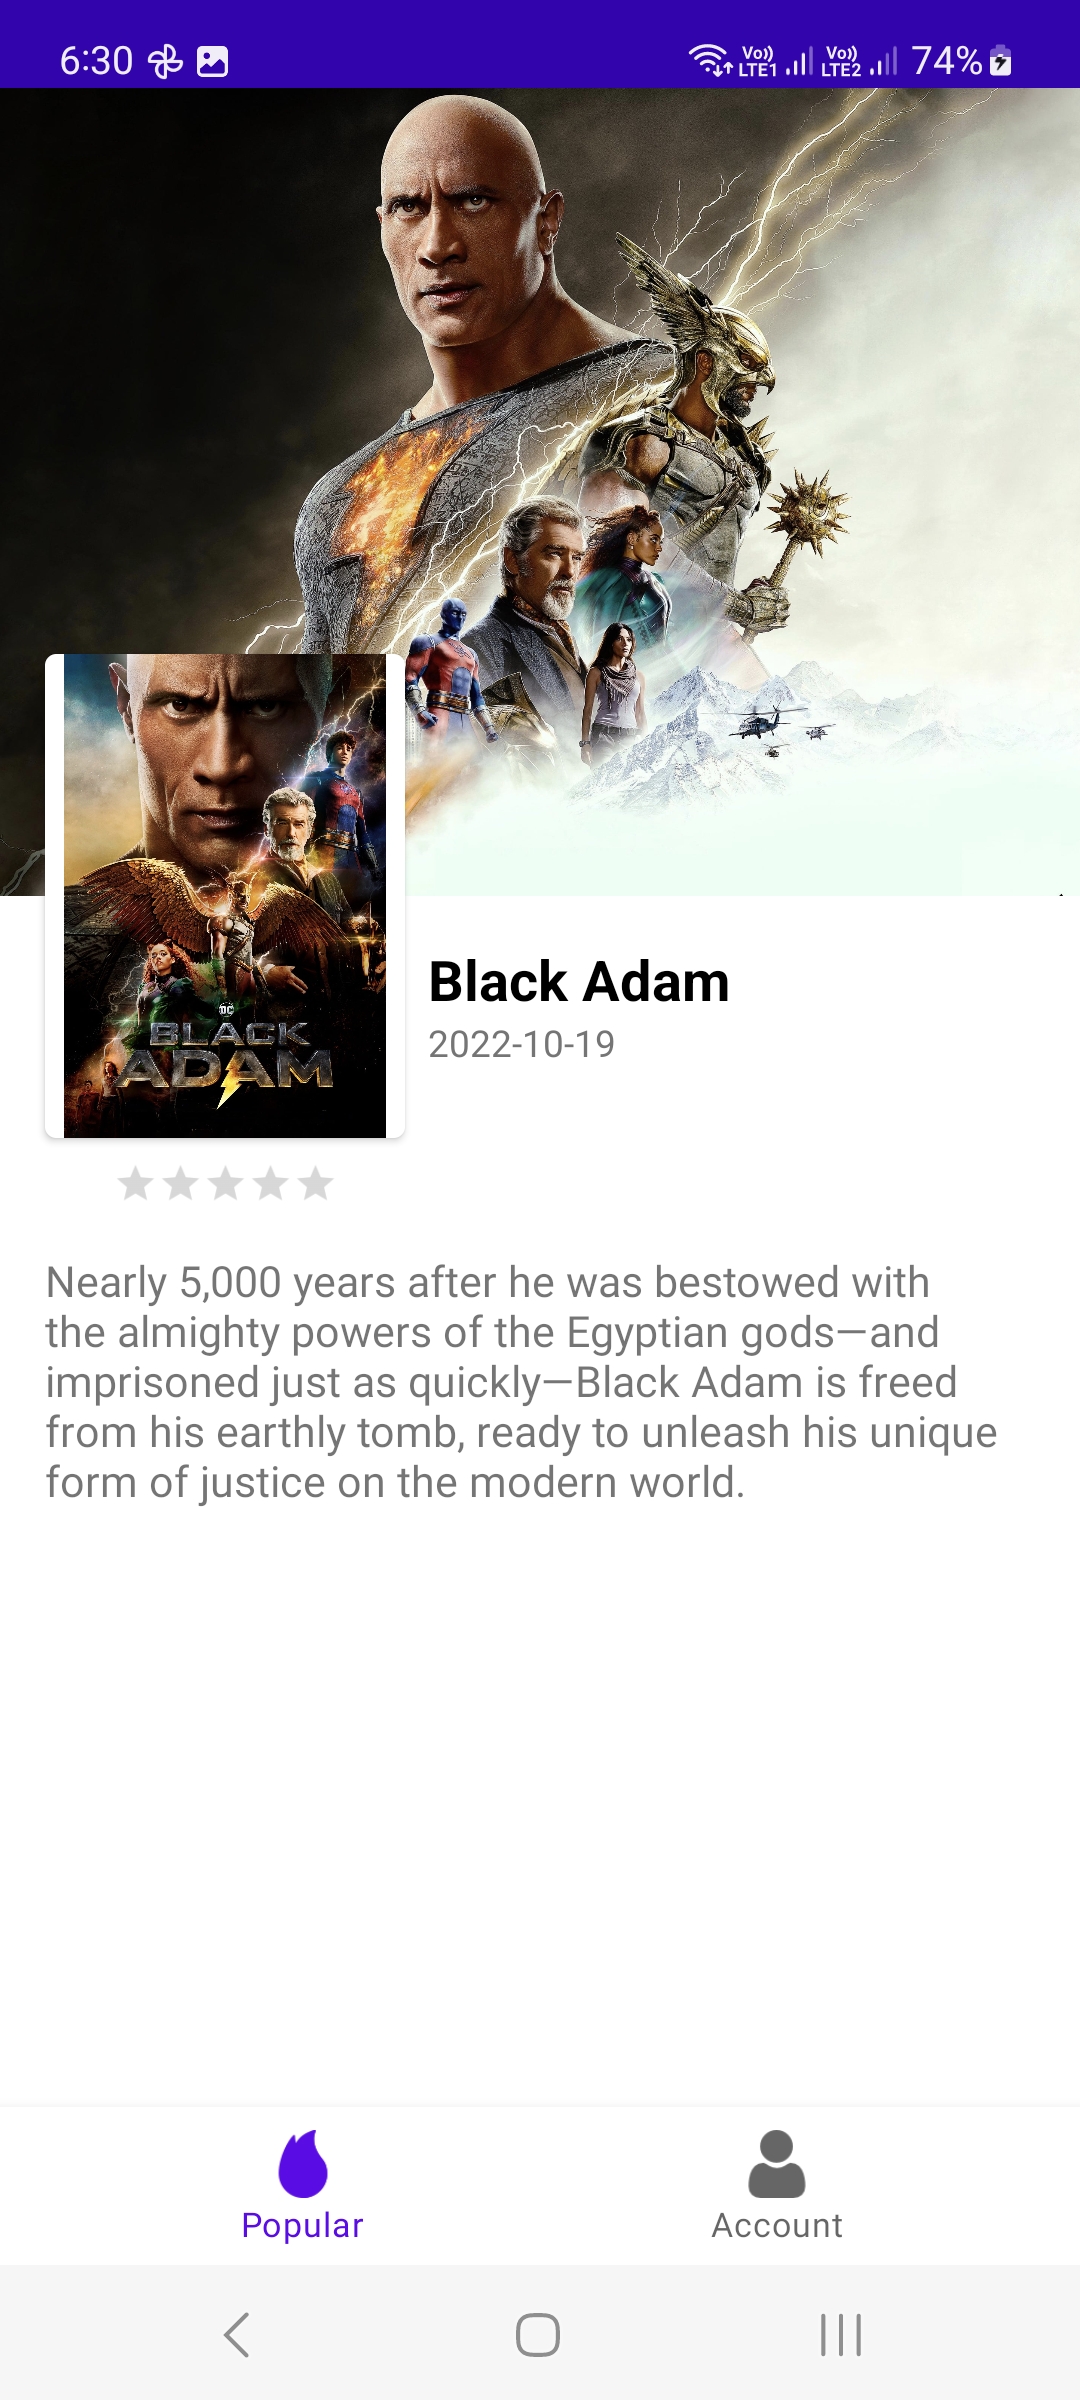 6:30
Vo)) LTE1 Vo)) LTE2 74%
DC
BLACK
ADAM
Black Adam
2022-10-19
Nearly 5,000 years after he was bestowed with
the almighty powers of the Egyptian gods—and
imprisoned just as quickly—Black Adam is freed
from his earthly tomb, ready to unleash his unique
form of justice on the modern world.
Popular
Account